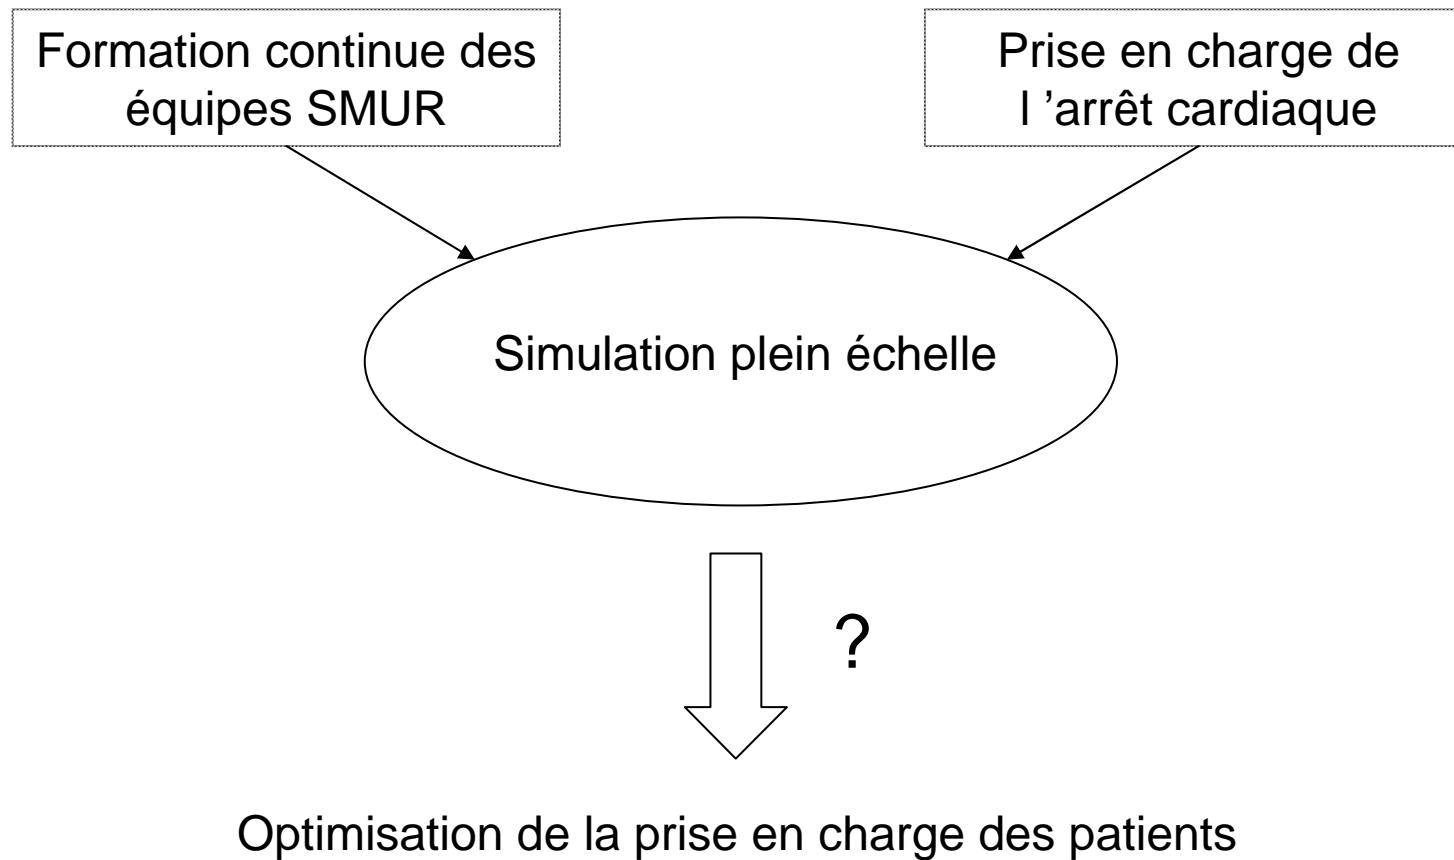 Formation continue des
équipes SMUR
Prise en charge de
l ’arrêt cardiaque
Simulation plein échelle
?
Optimisation de la prise en charge des patients